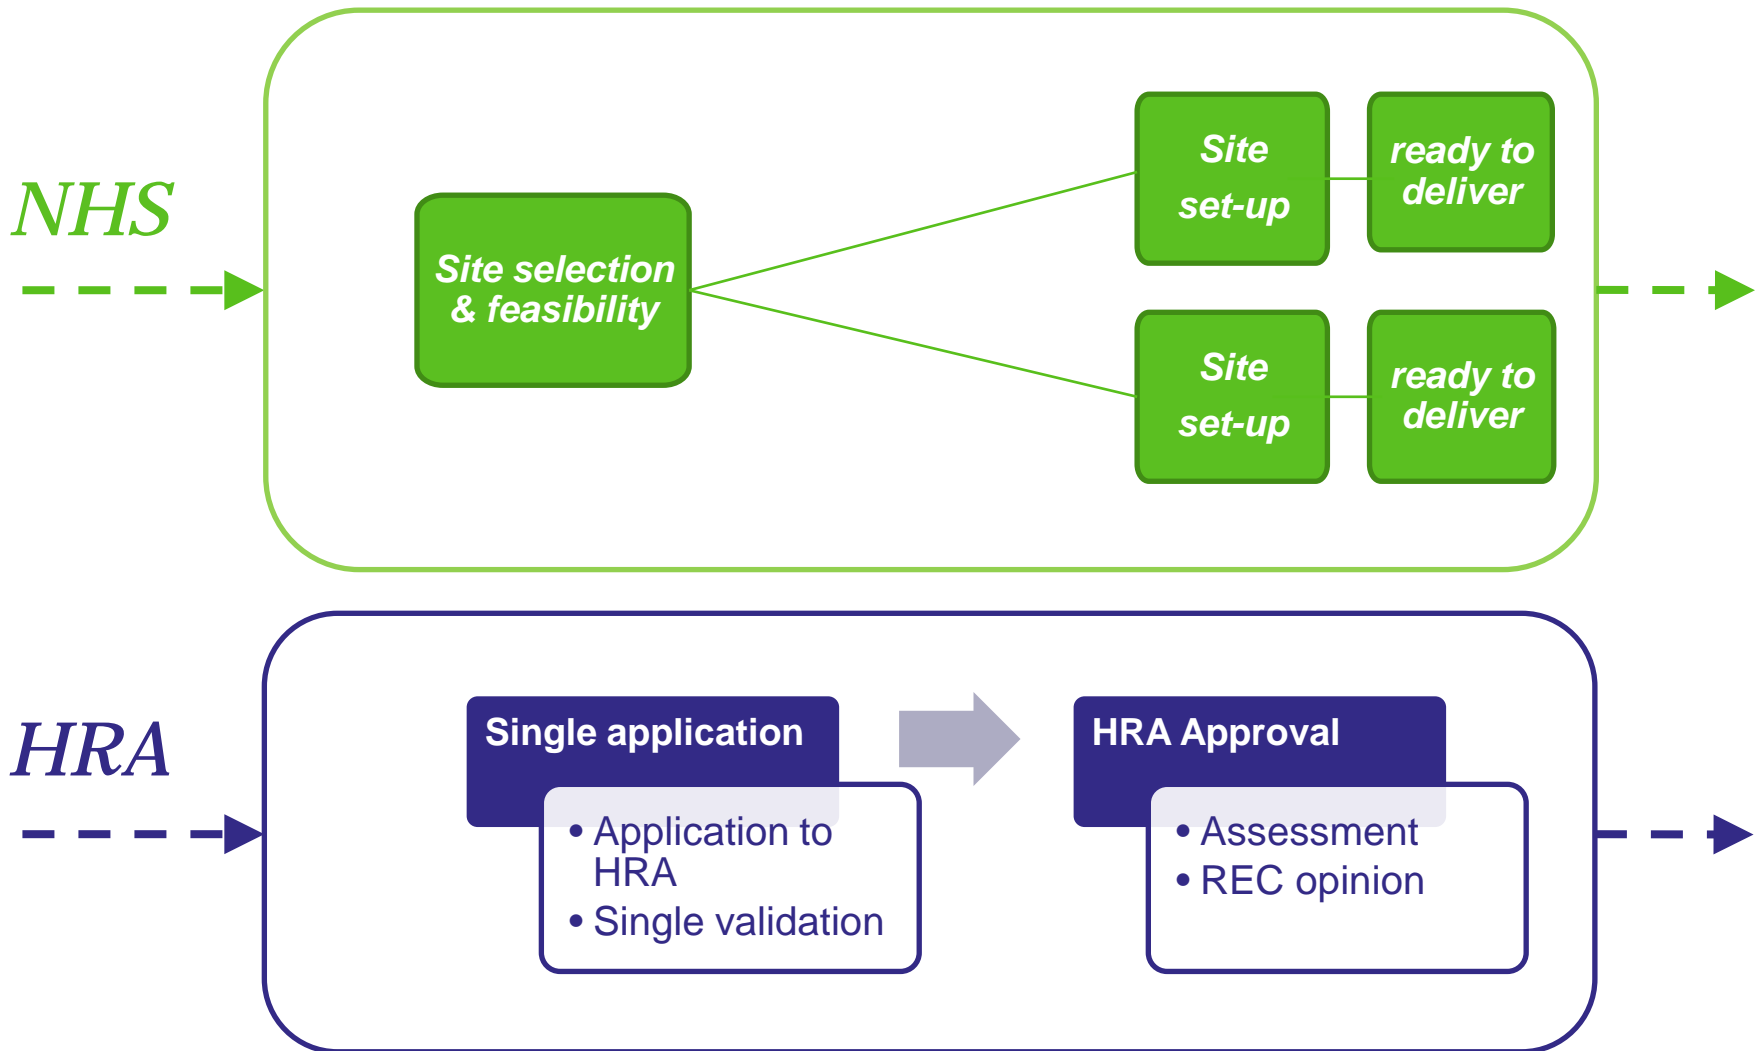 NHS
Site selection
& feasibility
Site
set-up
ready to
deliver
Site
set-up
ready to
deliver
HRA
Single application
• Application to
HRA
• Single validation
HRA Approval
• Assessment
• REC opinion